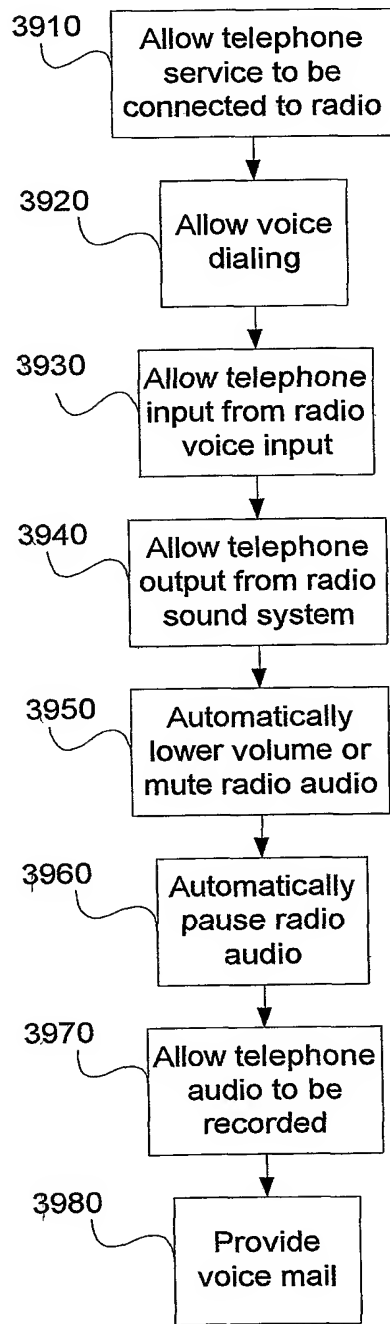 3910
Allow telephone
service to be
connected to radio
3920
Allow voice
dialing
3930
Allow telephone
input from radio
voice input
3940
Allow telephone
output from radio
sound system
3950
Automatically
lower volume or
mute radio audio
3960
Automatically
pause radio
audio
3970
Allow telephone
audio to be
recorded
3980
Provide
voice mail